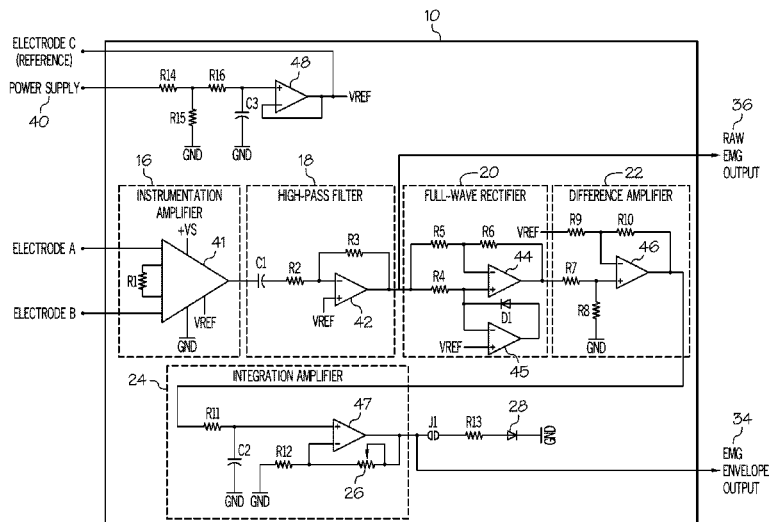 10
ELECTRODE C
(REFERENCE)
POWER SUPPLY
40
R14
R16
R15
C3
GND
GND
48
VREF
36
RAW
EMG
OUTPUT
16
INSTRUMENTATION
AMPLIFIER
+VS
41
ELECTRODE A
R1
ELECTRODE B
VREF
GND
18
HIGH-PASS FILTER
C1
R2
R3
VREF
42
20
FULL-WAVE RECTIFIER
R5
R6
R4
44
D1
VREF
45
22
DIFFERENCE AMPLIFIER
VREF
R9
R10
46
R7
R8
GND
24
INTEGRATION AMPLIFIER
R11
C2
GND
GND
R12
47
26
J1
R13
28
GND
34
EMG
ENVELOPE
OUTPUT